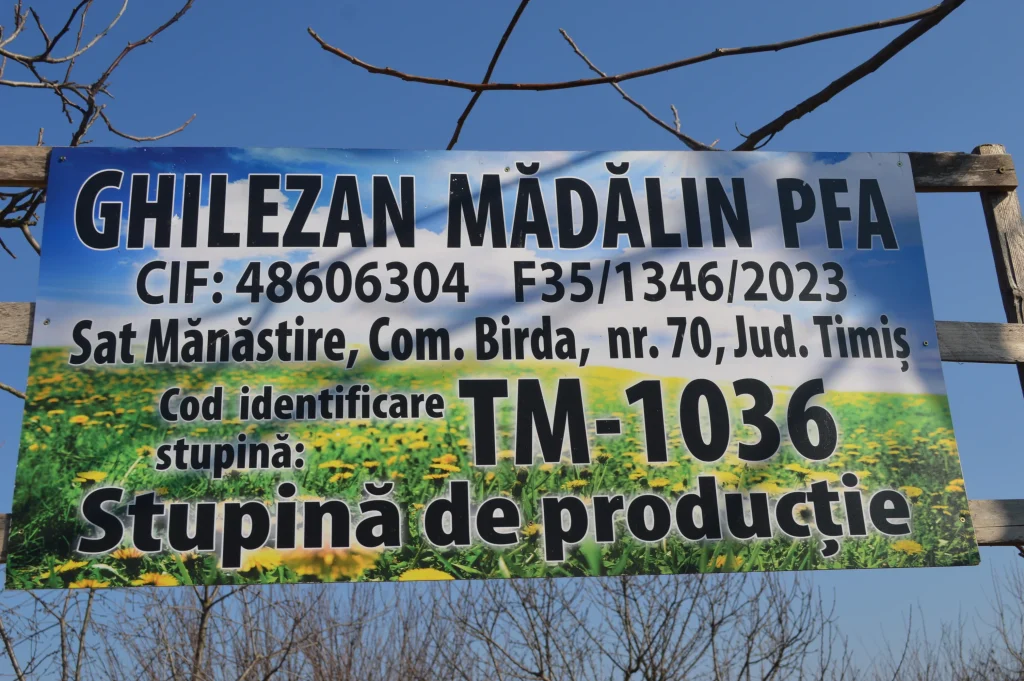 GHILEZAN MĂDĂLIN PFA
CIF: 48606304 F35/1346/2023
Sat Mănăstire, Com. Birda, nr. 70, Jud. Timiș
Cod identificare
stupină:
TM-1036
Stupină de producție